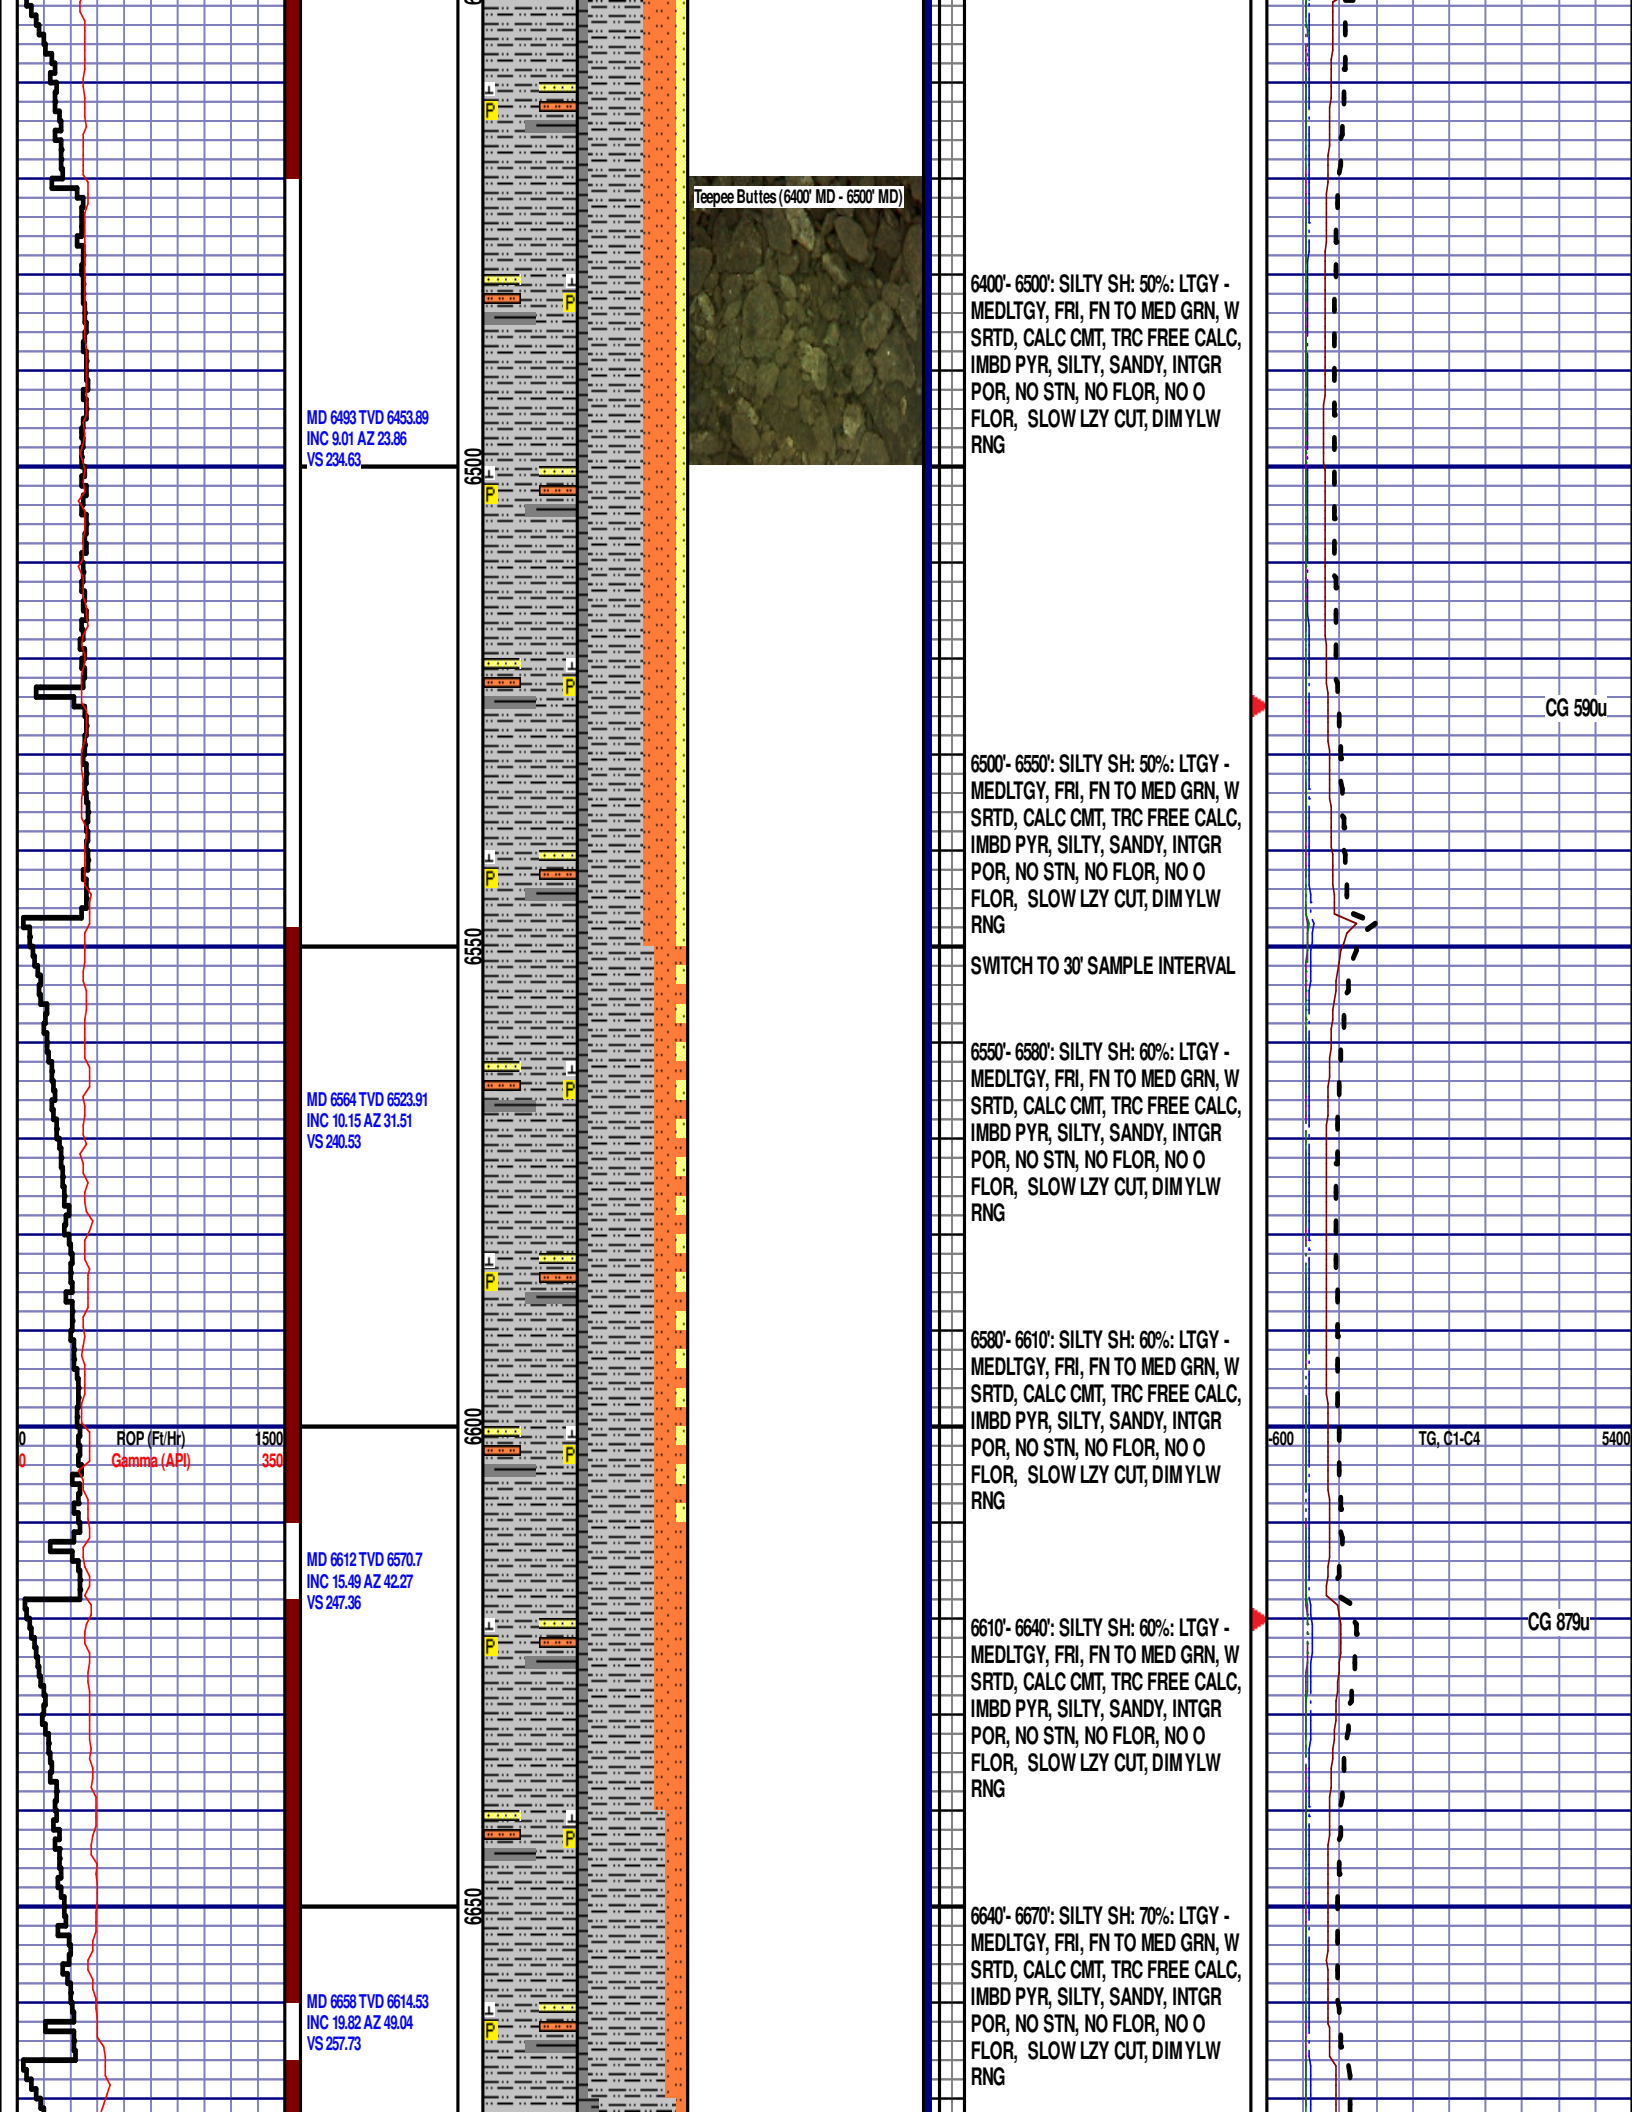 Teepee Buttes (6400' MD - 6500' MD)
6400'- 6500': SILTY SH: 50%: LTGY -
MEDLTGY, FRI, FN TO MED GRN, W
SRTD, CALC CMT, TRC FREE CALC,
IMBD PYR, SILTY, SANDY, INTGR
POR, NO STN, NO FLOR, NO O
FLOR, SLOW LZY CUT, DIM YLW
RNG
MD 6493 TVD 6453.89
INC 9.01 AZ 23.86
VS 234.63
6500
CG 590u
6500'- 6550': SILTY SH: 50%: LTGY -
MEDLTGY, FRI, FN TO MED GRN, W
SRTD, CALC CMT, TRC FREE CALC,
IMBD PYR, SILTY, SANDY, INTGR
POR, NO STN, NO FLOR, NO O
FLOR, SLOW LZY CUT, DIM YLW
RNG
6550
SWITCH TO 30' SAMPLE INTERVAL
6550'- 6580': SILTY SH: 60%: LTGY -
MEDLTGY, FRI, FN TO MED GRN, W
SRTD, CALC CMT, TRC FREE CALC,
IMBD PYR, SILTY, SANDY, INTGR
POR, NO STN, NO FLOR, NO O
FLOR, SLOW LZY CUT, DIM YLW
RNG
MD 6564 TVD 6523.91
INC 10.15 AZ 31.51
VS 240.53
6580'- 6610': SILTY SH: 60%: LTGY -
MEDLTGY, FRI, FN TO MED GRN, W
SRTD, CALC CMT, TRC FREE CALC,
IMBD PYR, SILTY, SANDY, INTGR
POR, NO STN, NO FLOR, NO O
FLOR, SLOW LZY CUT, DIM YLW
RNG
6600
0 ROP (Ft/Hr) 1500
0 Gamma (API) 350
-600 TG, C1-C4 5400
MD 6612 TVD 6570.7
INC 15.49 AZ 42.27
VS 247.36
CG 879u
6610'- 6640': SILTY SH: 60%: LTGY -
MEDLTGY, FRI, FN TO MED GRN, W
SRTD, CALC CMT, TRC FREE CALC,
IMBD PYR, SILTY, SANDY, INTGR
POR, NO STN, NO FLOR, NO O
FLOR, SLOW LZY CUT, DIM YLW
RNG
6650
6640'- 6670': SILTY SH: 70%: LTGY -
MEDLTGY, FRI, FN TO MED GRN, W
SRTD, CALC CMT, TRC FREE CALC,
IMBD PYR, SILTY, SANDY, INTGR
POR, NO STN, NO FLOR, NO O
FLOR, SLOW LZY CUT, DIM YLW
RNG
MD 6658 TVD 6614.53
INC 19.82 AZ 49.04
VS 257.73
P
P
P
P
P
P
P
P
P
P
P